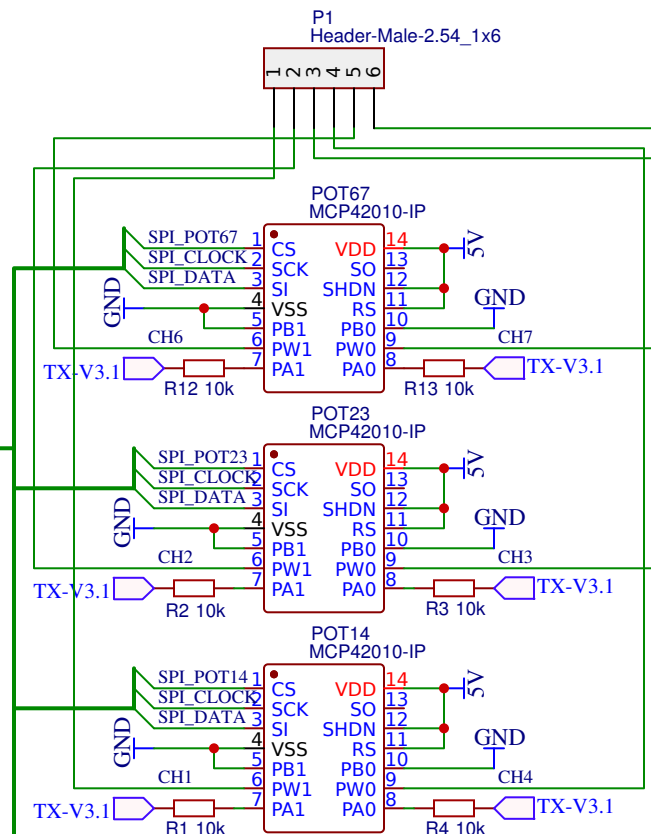 P1
Header-Male-2.54_1x6
1 2 3 4 5 6
POT67
MCP42010-IP
SPI_POT67 1 CS VDD 14 5V
SPI_CLOCK 2 SCK SO 13
SPI_DATA 3 SI SHDN 12
GND 4 VSS RS 11 GND
5 PB1 PB0 10
CH6 6 PW1 PW0 9 CH7
TX-V3.1 7 PA1 PA0 8 TX-V3.1
R12 10k R13 10k
POT23
MCP42010-IP
SPI_POT23 1 CS VDD 14 5V
SPI_CLOCK 2 SCK SO 13
SPI_DATA 3 SI SHDN 12
GND 4 VSS RS 11 GND
5 PB1 PB0 10
CH2 6 PW1 PW0 9 CH3
TX-V3.1 7 PA1 PA0 8 TX-V3.1
R2 10k R3 10k
POT14
MCP42010-IP
SPI_POT14 1 CS VDD 14 5V
SPI_CLOCK 2 SCK SO 13
SPI_DATA 3 SI SHDN 12
GND 4 VSS RS 11 GND
5 PB1 PB0 10
CH1 6 PW1 PW0 9 CH4
TX-V3.1 7 PA1 PA0 8 TX-V3.1
R1 10k R4 10k